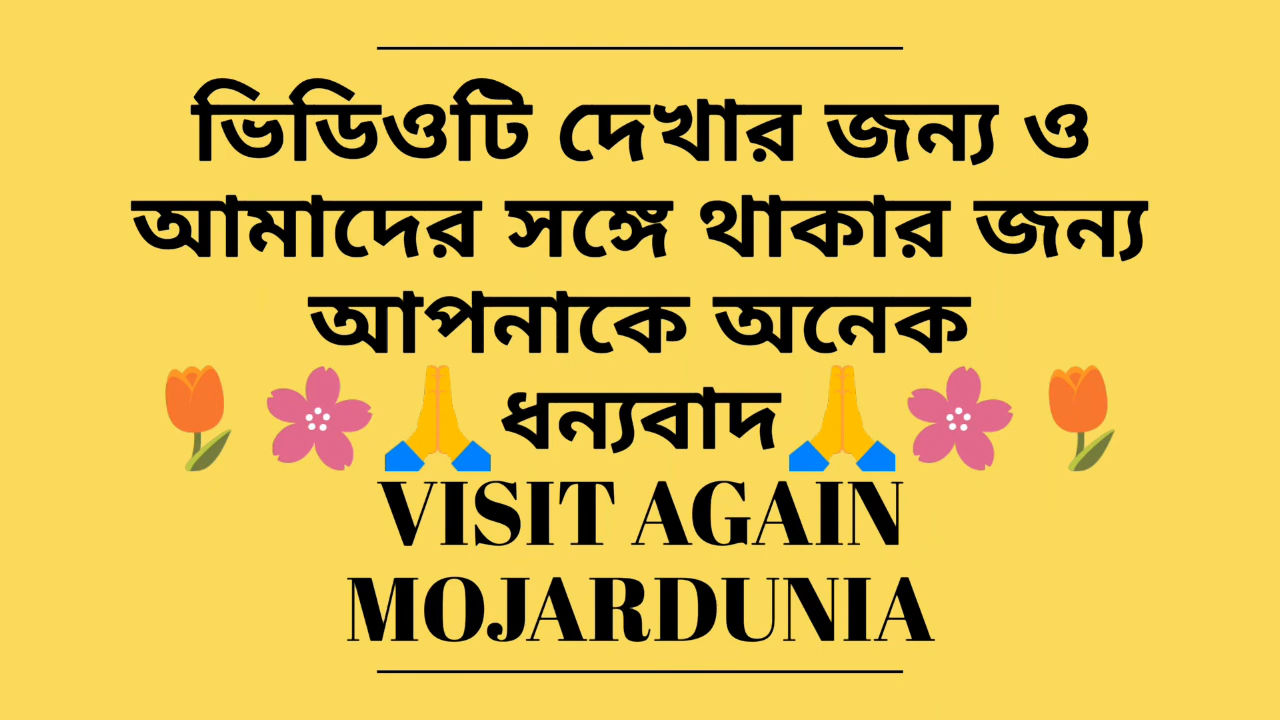 ভিডিওটি দেখার জন্য ও
আমাদের সঙ্গে থাকার জন্য
আপনাকে অনেক
🌷🌸🙏ধন্যবাদ🙏🌸🌷
VISIT AGAIN
MOJARDUNIA